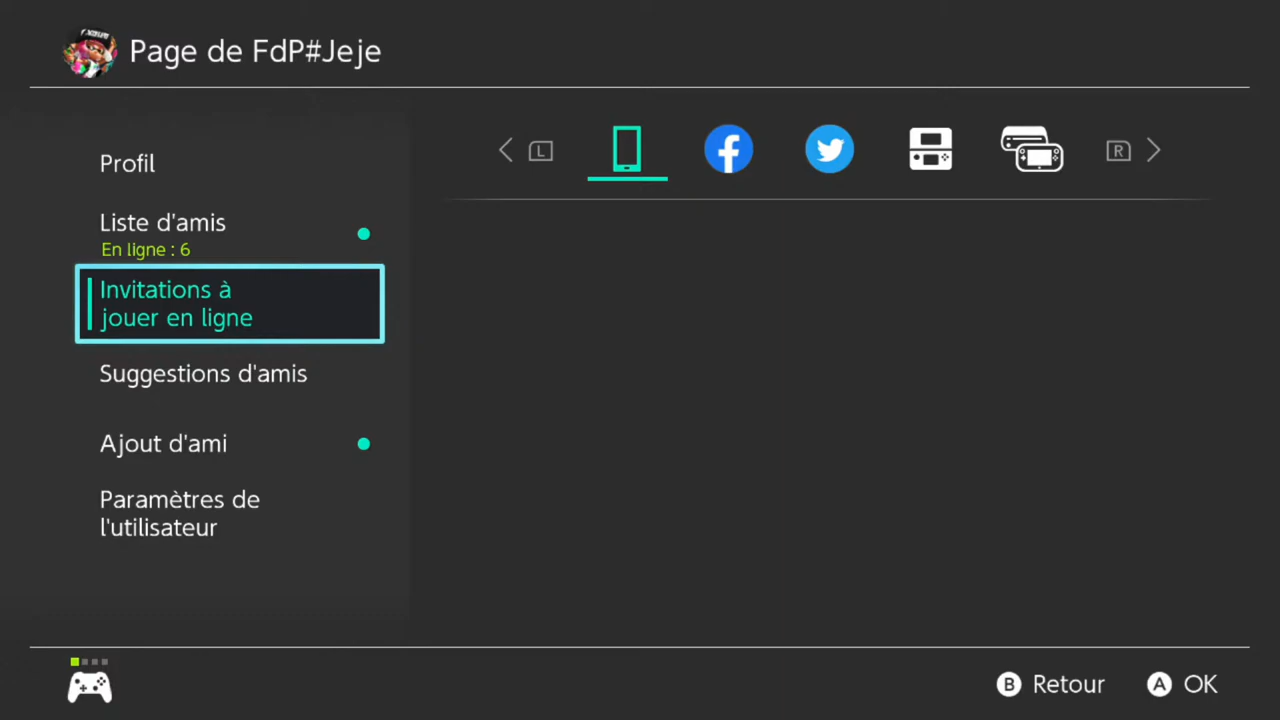 Page de FdP#Jeje
L
R
Profil
Liste d'amis
En ligne : 6
Invitations à
jouer en ligne
Suggestions d'amis
Ajout d'ami
Paramètres de
l'utilisateur
B Retour
A OK